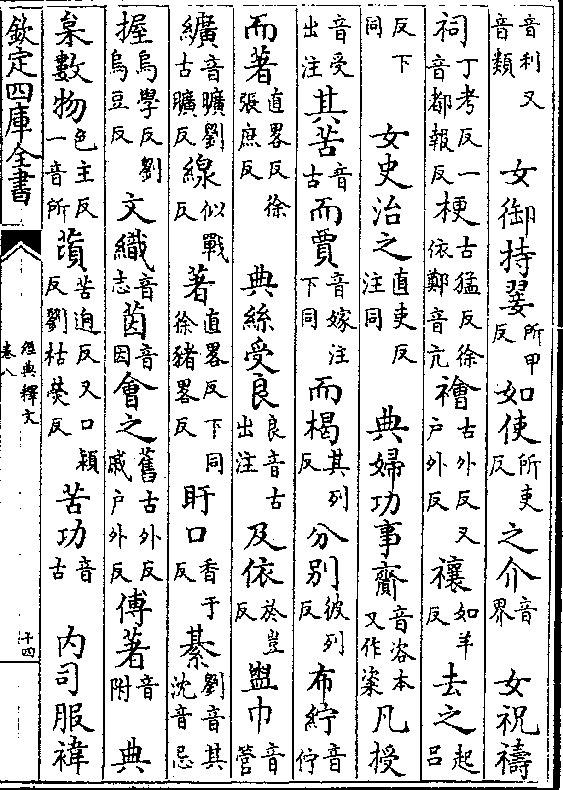 音利又音類　女御持翣所甲反如使所吏反之介音界　女祝禱
祠丁考反一音都報反梗古猛反徐依鄭音亢禬古外反又戶外反禳如羊反去之起呂
反下同　女史治之直吏反注同　典婦功事齎音咨本又作粢凡授
音受出注其苦音古而賈音嫁注下同而楬其列反分别彼列反布紵音佇
而著直畧反徐張庶反　典絲受良良音古出注及依於豈反盥巾音管
纊音曠劉古曠反線似戰反著直畧反下同徐豬畧反盱口香于反綦劉音其沈音忌
握烏學反劉烏豆反文織音志茵音因會之舊古外反戚戶外反傅著音附　典
枲數物色主反一音所䔛苦迥反又口穎反劉枯熒反苦功音古　內司服褘
欽定四庫全書
經典釋文
卷八
十四